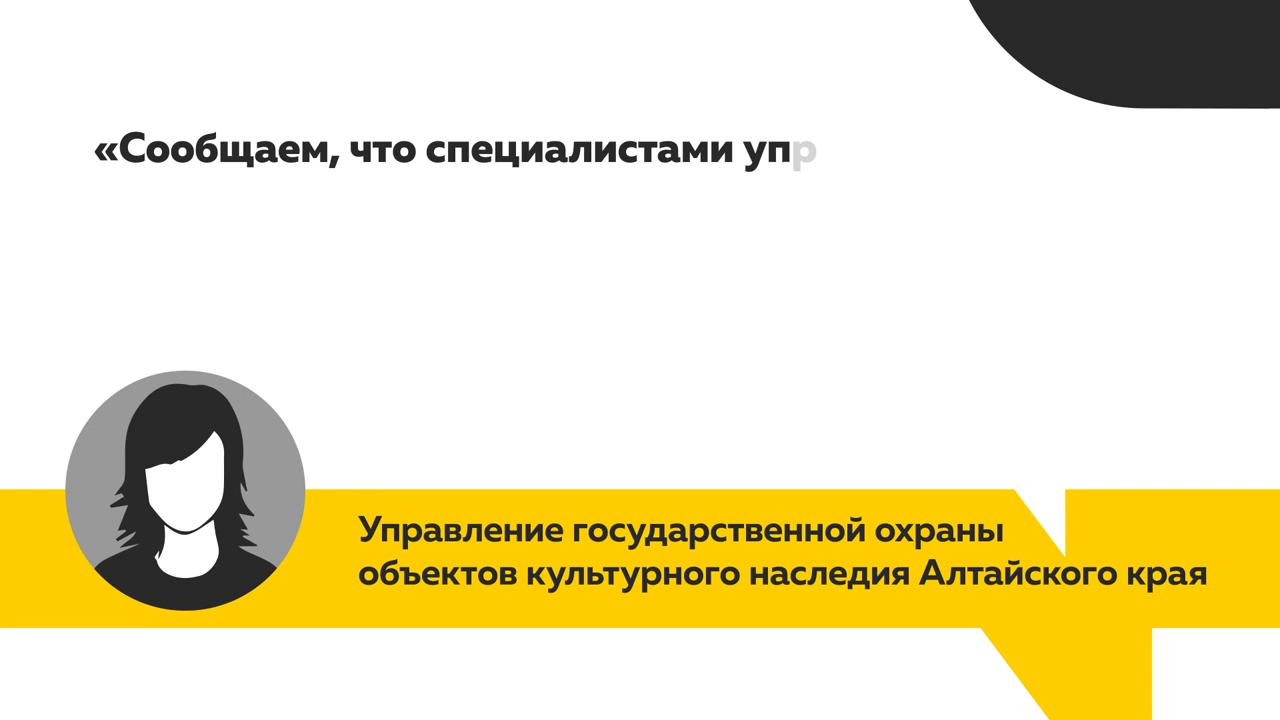 «Сообщаем, что специалистами упр
Управление государственной охраны
объектов культурного наследия Алтайского края